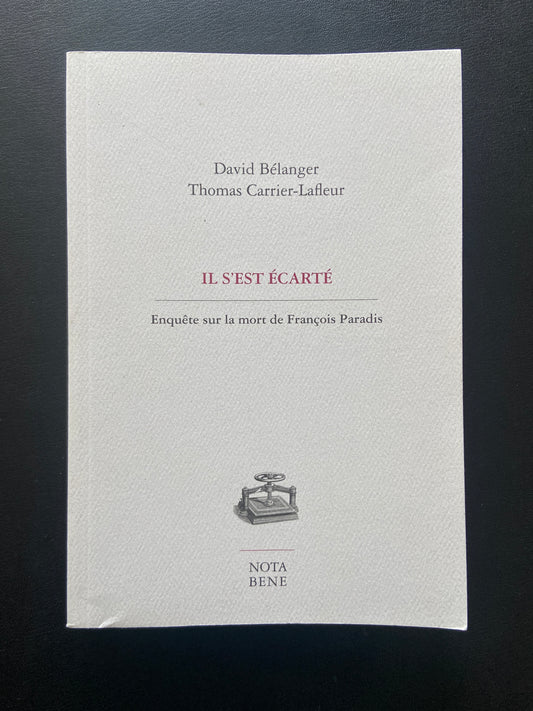 David Bélanger
Thomas Carrier-Lafleur
IL S'EST ÉCARTÉ
Enquête sur la mort de François Paradis
NOTA
BENE